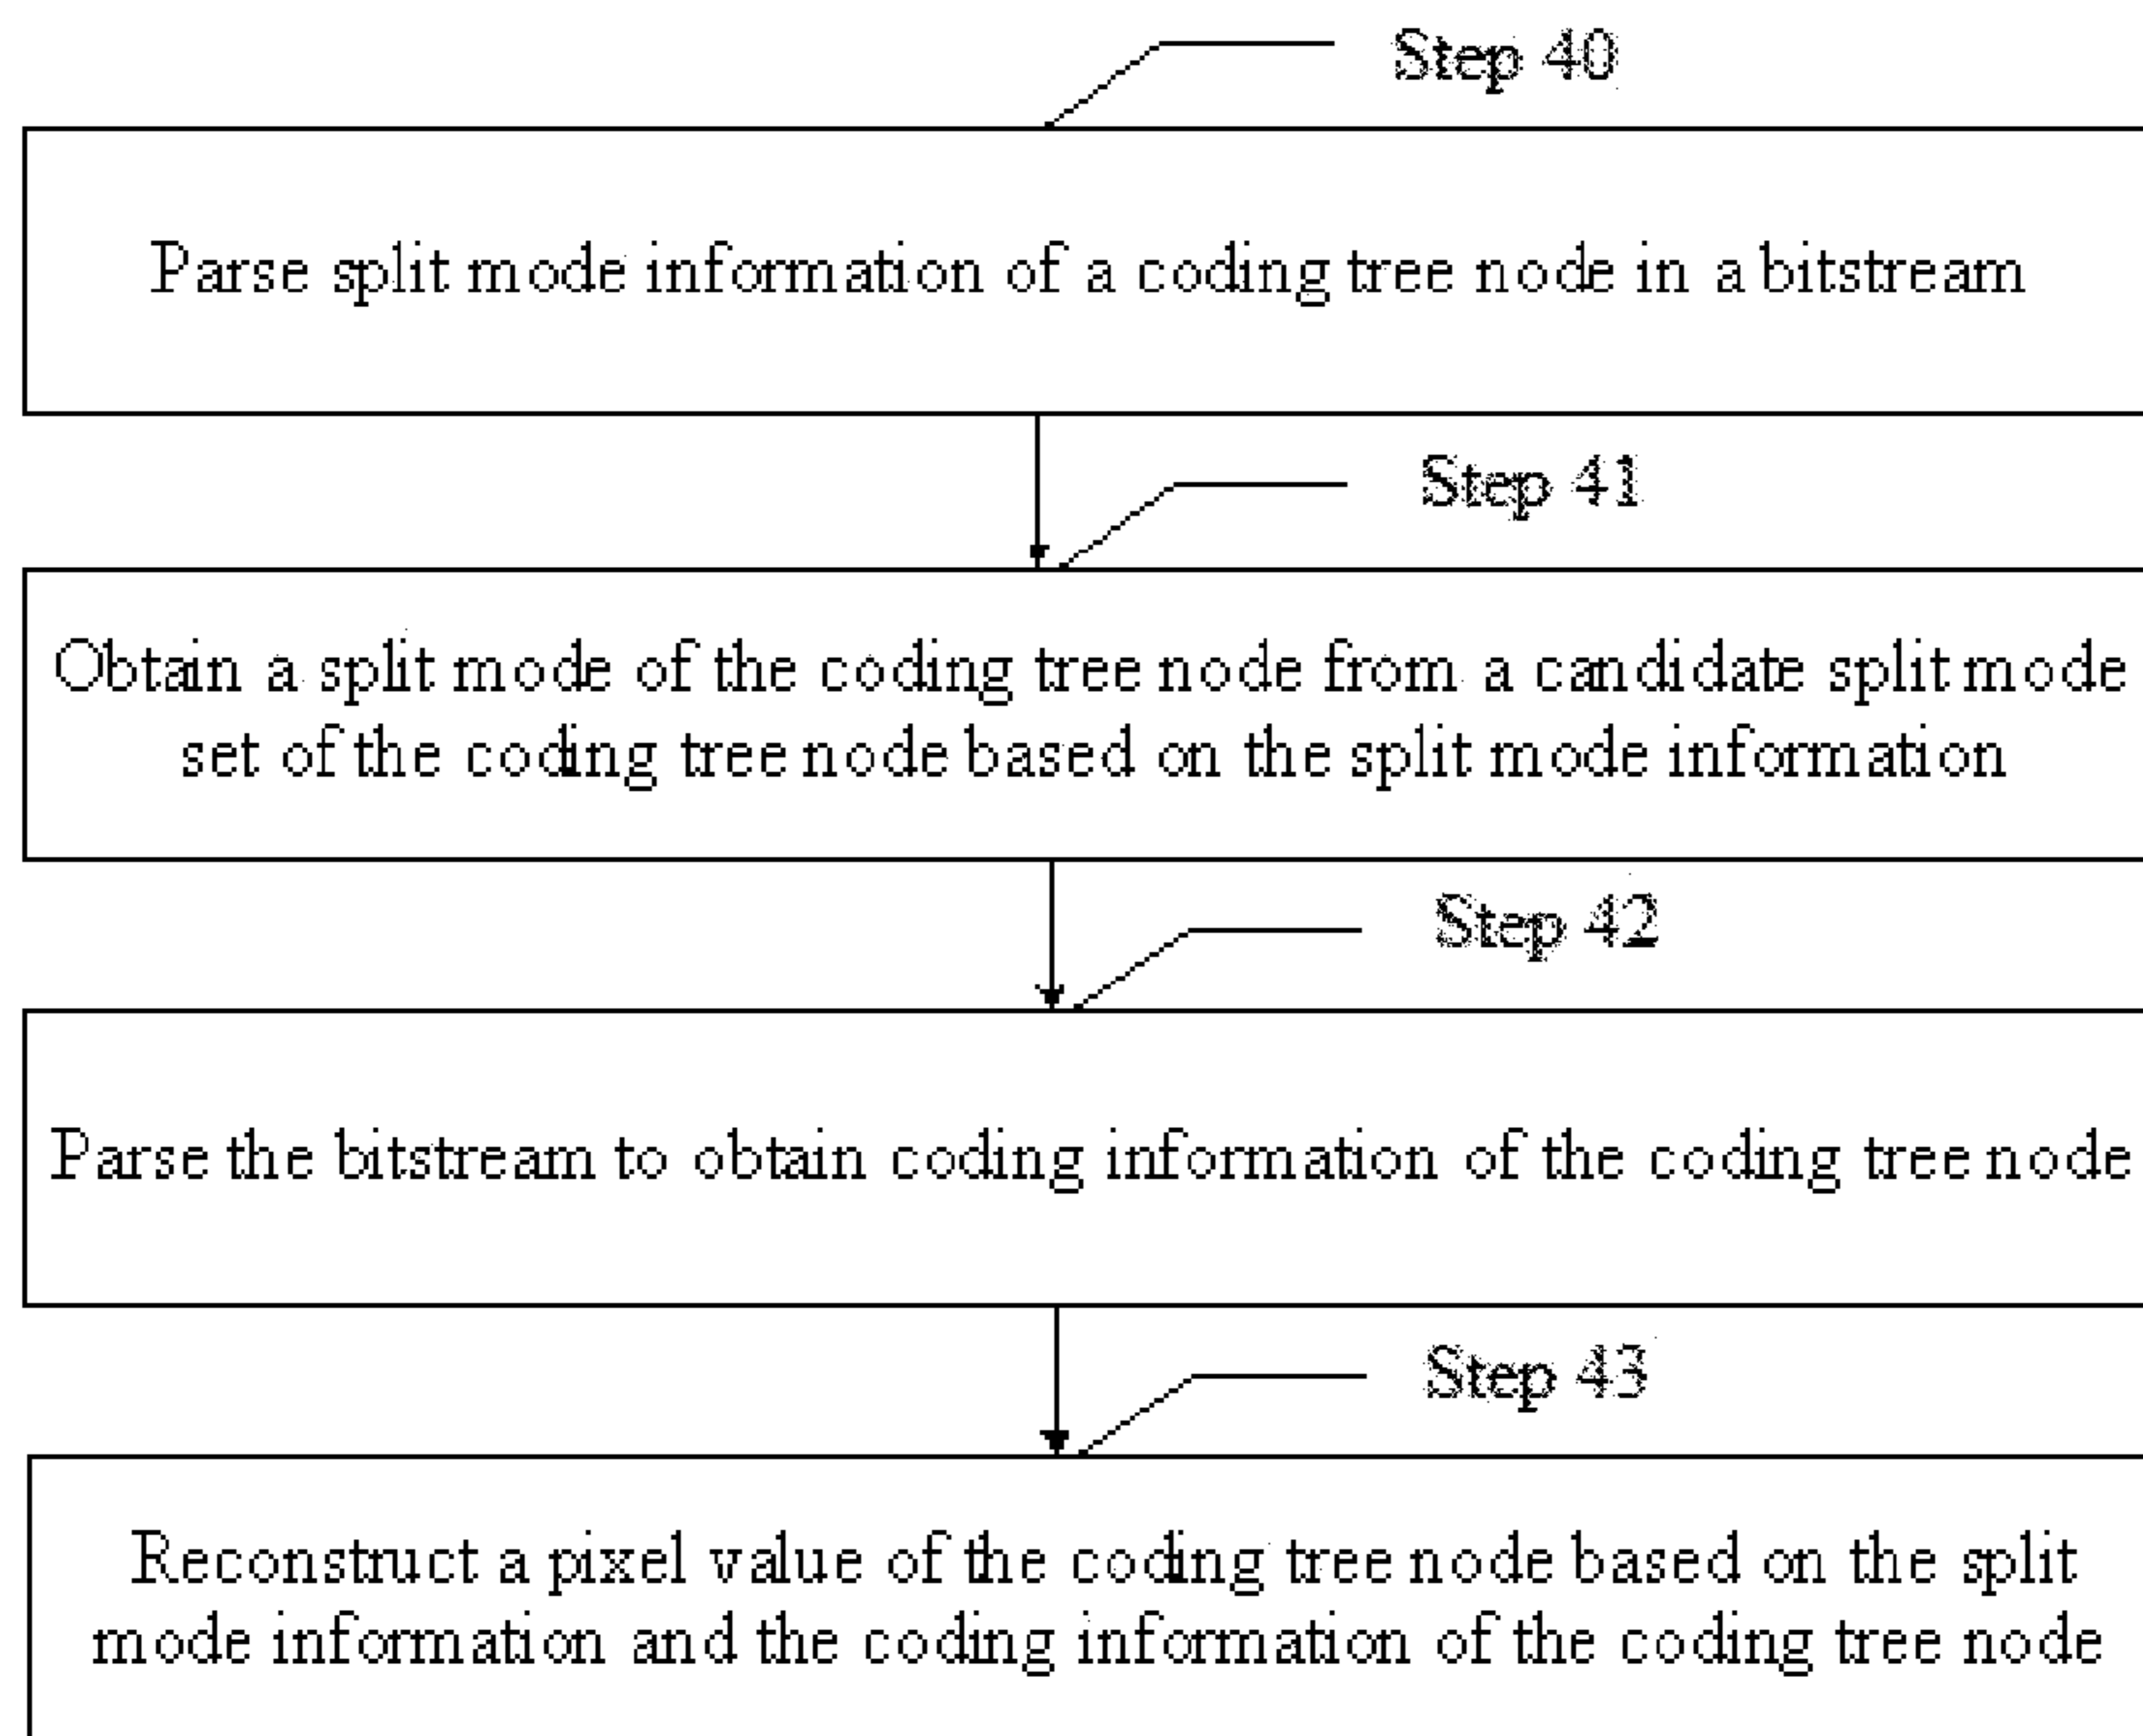 Step 40
Parse split mode information of a coding tree node in a bitstream
Step 41
Obtain a split mode of the coding tree node from a candidate split mode
set of the coding tree node based on the split mode information
Step 42
Parse the bitstream to obtain coding information of the coding tree node
Step 43
Reconstruct a pixel value of the coding tree node based on the split
mode information and the coding information of the coding tree node